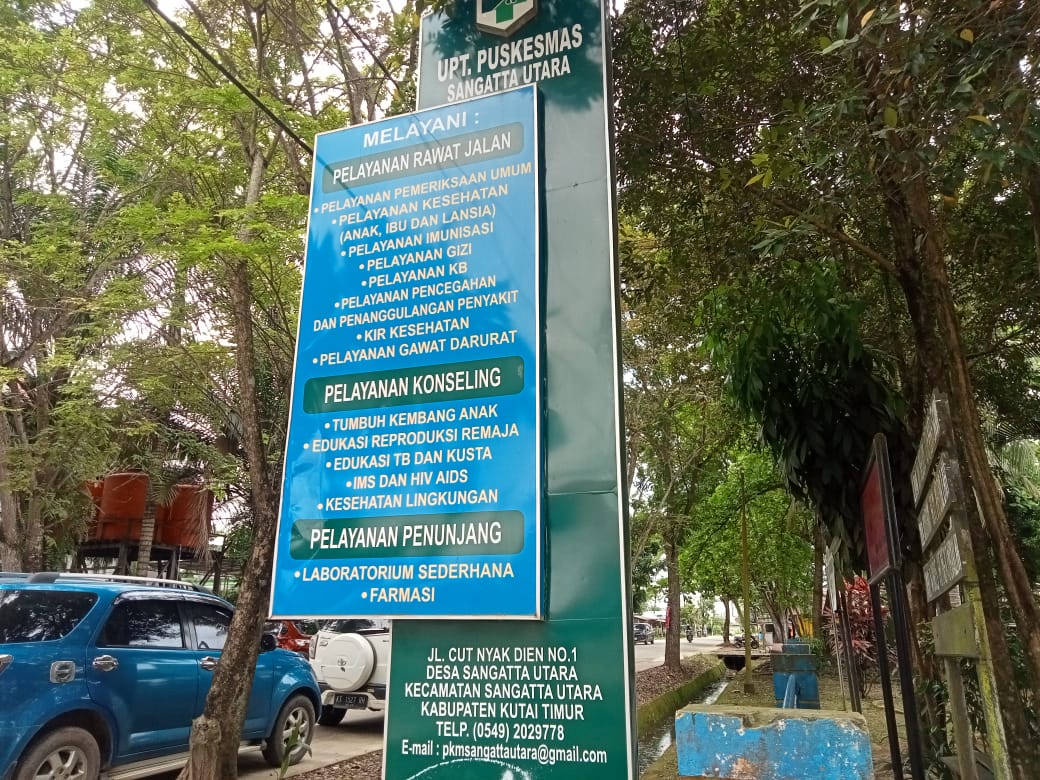 UPT. PUSKESMAS
SANGATTA UTARA
MELAYANI :
PELAYANAN RAWAT JALAN
• PELAYANAN PEMERIKSAAN UMUM
• PELAYANAN KESEHATAN
(ANAK, IBU DAN LANSIA)
• PELAYANAN IMUNISASI
• PELAYANAN GIZI
• PELAYANAN KB
• PELAYANAN PENCEGAHAN
DAN PENANGGULANGAN PENYAKIT
• KIR KESEHATAN
• PELAYANAN GAWAT DARURAT
PELAYANAN KONSELING
• TUMBUH KEMBANG ANAK
• EDUKASI REPRODUKSI REMAJA
• EDUKASI TB DAN KUSTA
• IMS DAN HIV AIDS
• KESEHATAN LINGKUNGAN
PELAYANAN PENUNJANG
• LABORATORIUM SEDERHANA
• FARMASI
JL. CUT NYAK DIEN NO.1
DESA SANGATTA UTARA
KECAMATAN SANGATTA UTARA
KABUPATEN KUTAI TIMUR
TELP. (0549) 2029778
E-mail : pkmsangattautara@gmail.com